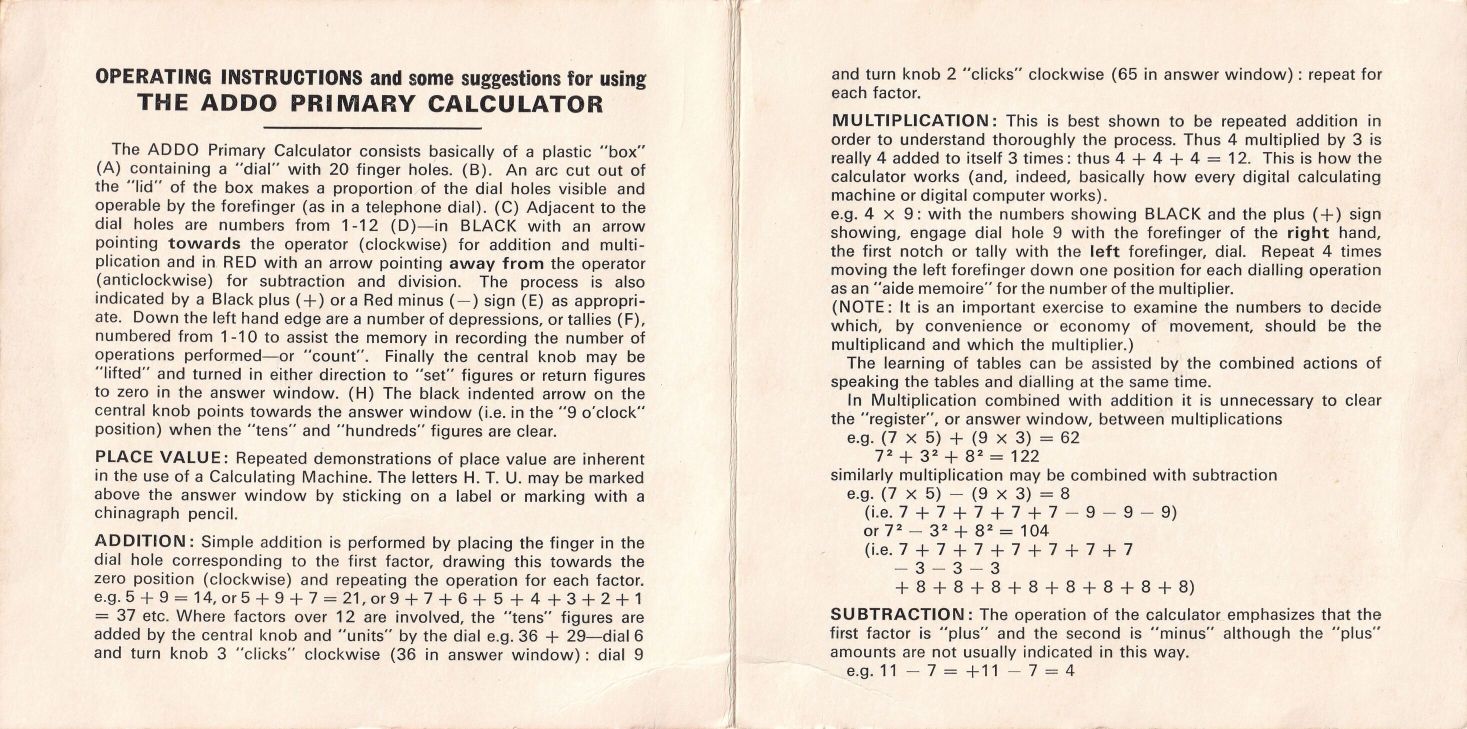 OPERATING INSTRUCTIONS and some suggestions for using
THE ADDO PRIMARY CALCULATOR
The ADDO Primary Calculator consists basically of a plastic "box"
(A) containing a "dial" with 20 finger holes. (B). An arc cut out of
the "lid" of the box makes a proportion of the dial holes visible and
operable by the forefinger (as in a telephone dial). (C) Adjacent to the
dial holes are numbers from 1-12 (D)—in BLACK with an arrow
pointing towards the operator (clockwise) for addition and multi-
plication and in RED with an arrow pointing away from the operator
(anticlockwise) for subtraction and division. The process is also
indicated by a Black plus (+) or a Red minus (−) sign (E) as appropri-
ate. Down the left hand edge are a number of depressions, or tallies (F),
numbered from 1-10 to assist the memory in recording the number of
operations performed—or "count". Finally the central knob may be
"lifted" and turned in either direction to "set" figures or return figures
to zero in the answer window. (H) The black indented arrow on the
central knob points towards the answer window (i.e. in the "9 o'clock"
position) when the "tens" and "hundreds" figures are clear.
PLACE VALUE: Repeated demonstrations of place value are inherent
in the use of a Calculating Machine. The letters H. T. U. may be marked
above the answer window by sticking on a label or marking with a
chinagraph pencil.
ADDITION: Simple addition is performed by placing the finger in the
dial hole corresponding to the first factor, drawing this towards the
zero position (clockwise) and repeating the operation for each factor.
e.g. 5 + 9 = 14, or 5 + 9 + 7 = 21, or 9 + 7 + 6 + 5 + 4 + 3 + 2 + 1
= 37 etc. Where factors over 12 are involved, the "tens" figures are
added by the central knob and "units" by the dial e.g. 36 + 29—dial 6
and turn knob 3 "clicks" clockwise (36 in answer window) : dial 9
and turn knob 2 "clicks" clockwise (65 in answer window) : repeat for
each factor.
MULTIPLICATION: This is best shown to be repeated addition in
order to understand thoroughly the process. Thus 4 multiplied by 3 is
really 4 added to itself 3 times : thus 4 + 4 + 4 = 12. This is how the
calculator works (and, indeed, basically how every digital calculating
machine or digital computer works).
e.g. 4 × 9 : with the numbers showing BLACK and the plus (+) sign
showing, engage dial hole 9 with the forefinger of the right hand,
the first notch or tally with the left forefinger, dial. Repeat 4 times
moving the left forefinger down one position for each dialling operation
as an "aide memoire" for the number of the multiplier.
(NOTE: It is an important exercise to examine the numbers to decide
which, by convenience or economy of movement, should be the
multiplicand and which the multiplier.)
The learning of tables can be assisted by the combined actions of
speaking the tables and dialling at the same time.
In Multiplication combined with addition it is unnecessary to clear
the "register", or answer window, between multiplications
e.g. (7 × 5) + (9 × 3) = 62
7² + 3² + 8² = 122
similarly multiplication may be combined with subtraction
e.g. (7 × 5) − (9 × 3) = 8
(i.e. 7 + 7 + 7 + 7 + 7 − 9 − 9 − 9)
or 7² − 3² + 8² = 104
(i.e. 7 + 7 + 7 + 7 + 7 + 7 + 7
− 3 − 3 − 3
+ 8 + 8 + 8 + 8 + 8 + 8 + 8 + 8)
SUBTRACTION: The operation of the calculator emphasizes that the
first factor is "plus" and the second is "minus" although the "plus"
amounts are not usually indicated in this way.
e.g. 11 − 7 = +11 − 7 = 4